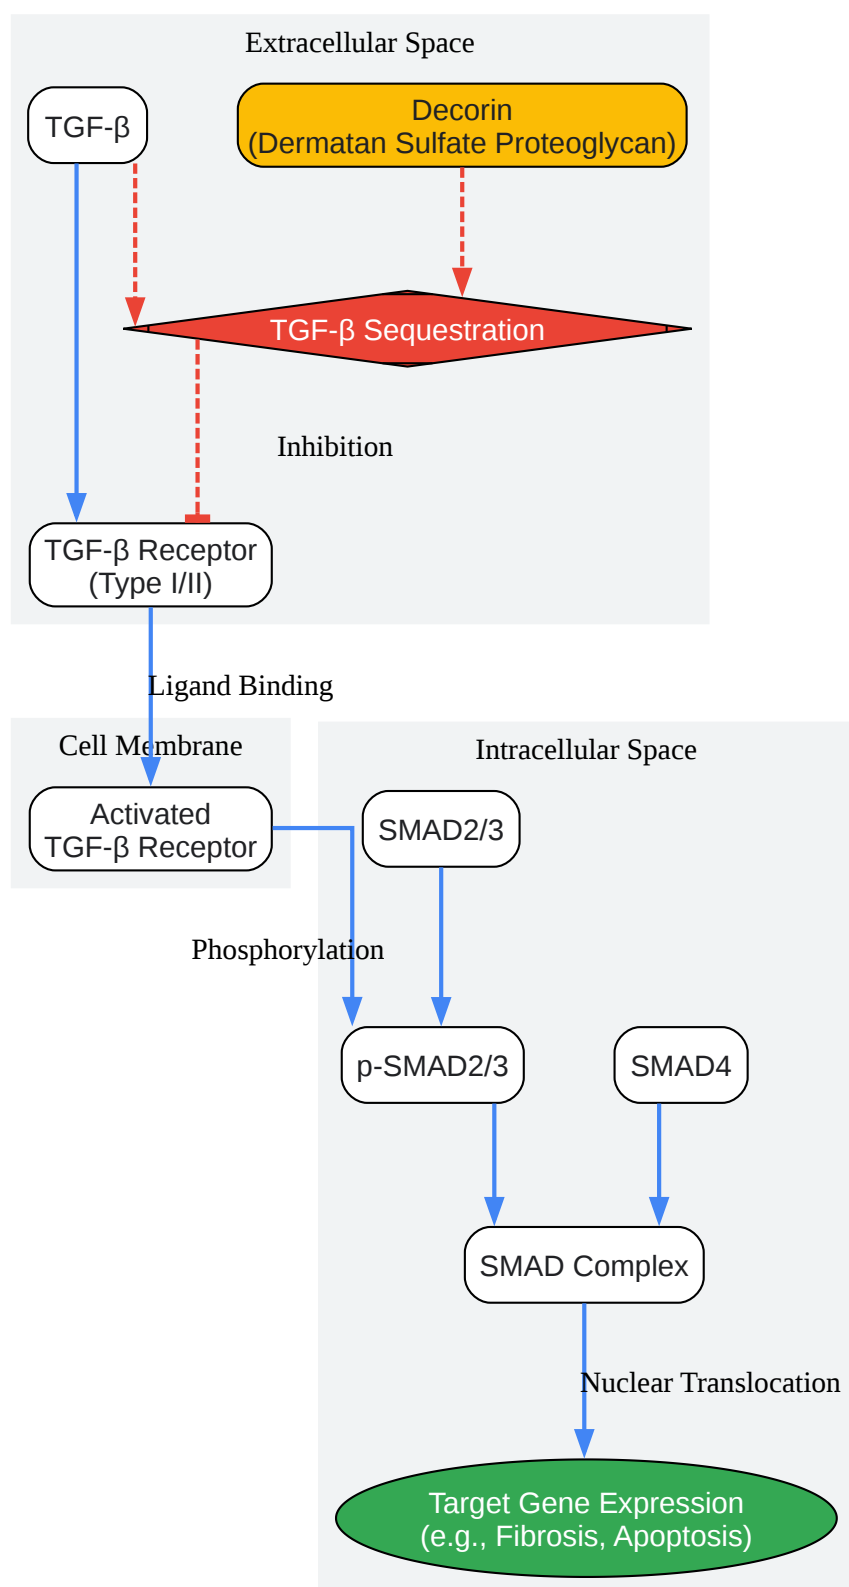 Extracellular Space
TGF-β
Decorin
(Dermatan Sulfate Proteoglycan)
TGF-β Sequestration
Inhibition
TGF-β Receptor
(Type I/II)
Ligand Binding
Cell Membrane
Intracellular Space
Activated
TGF-β Receptor
SMAD2/3
Phosphorylation
p-SMAD2/3
SMAD4
SMAD Complex
Nuclear Translocation
Target Gene Expression
(e.g., Fibrosis, Apoptosis)